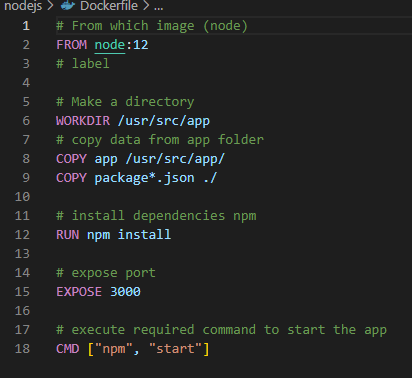 nodejs > Dockerfile > ...
1 # From which image (node)
2 FROM node:12
3 # label
4
5 # Make a directory
6 WORKDIR /usr/src/app
7 # copy data from app folder
8 COPY app /usr/src/app/
9 COPY package*.json ./
10
11 # install dependencies npm
12 RUN npm install
13
14 # expose port
15 EXPOSE 3000
16
17 # execute required command to start the app
18 CMD ["npm", "start"]